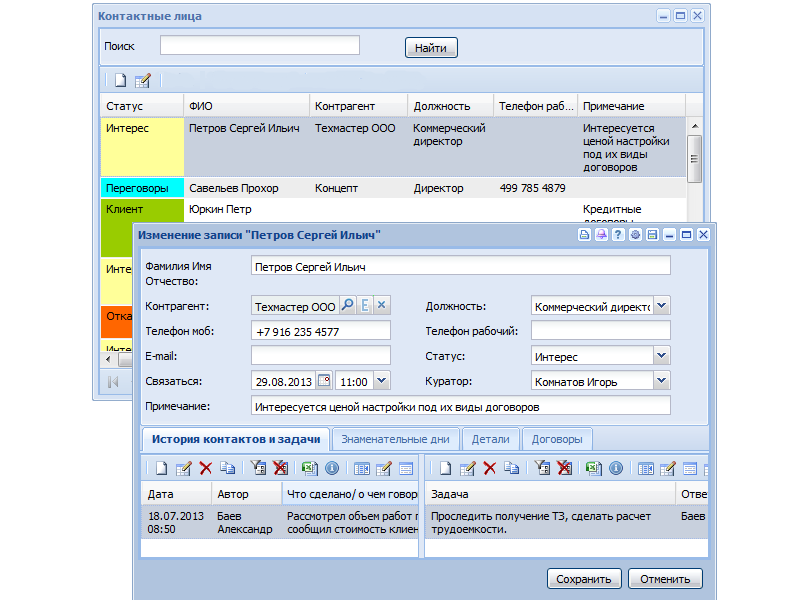 Контактные лица
Поиск
Найти
Статус ФИО Контрагент Должность Телефон раб... Примечание
Интерес Петров Сергей Ильич Техмастер ООО Коммерческий директор Интересуется ценой настройки под их виды договоров
Переговоры Савельев Прохор Концепт Директор 499 785 4879
Клиент Юркин Петр Кредитные
Инте
Отка
Изменение записи "Петров Сергей Ильич"
Фамилия Имя Отчество: Петров Сергей Ильич
Контрагент: Техмастер ООО Е Должность: Коммерческий директо
Телефон моб: +7 916 235 4577 Телефон рабочий:
E-mail: Статус: Интерес
Связаться: 29.08.2013 11:00 Куратор: Комнатов Игорь
Примечание: Интересуется ценой настройки под их виды договоров
История контактов и задачи Знаменательные дни Детали Договоры
Дата Автор Что сделано/ о чем говор Задача Отве
18.07.2013 08:50 Баев Александр Рассмотрел объем работ сообщил стоимость клиен Проследить получение ТЗ, сделать расчет трудоемкости. Баев
Сохранить Отменить